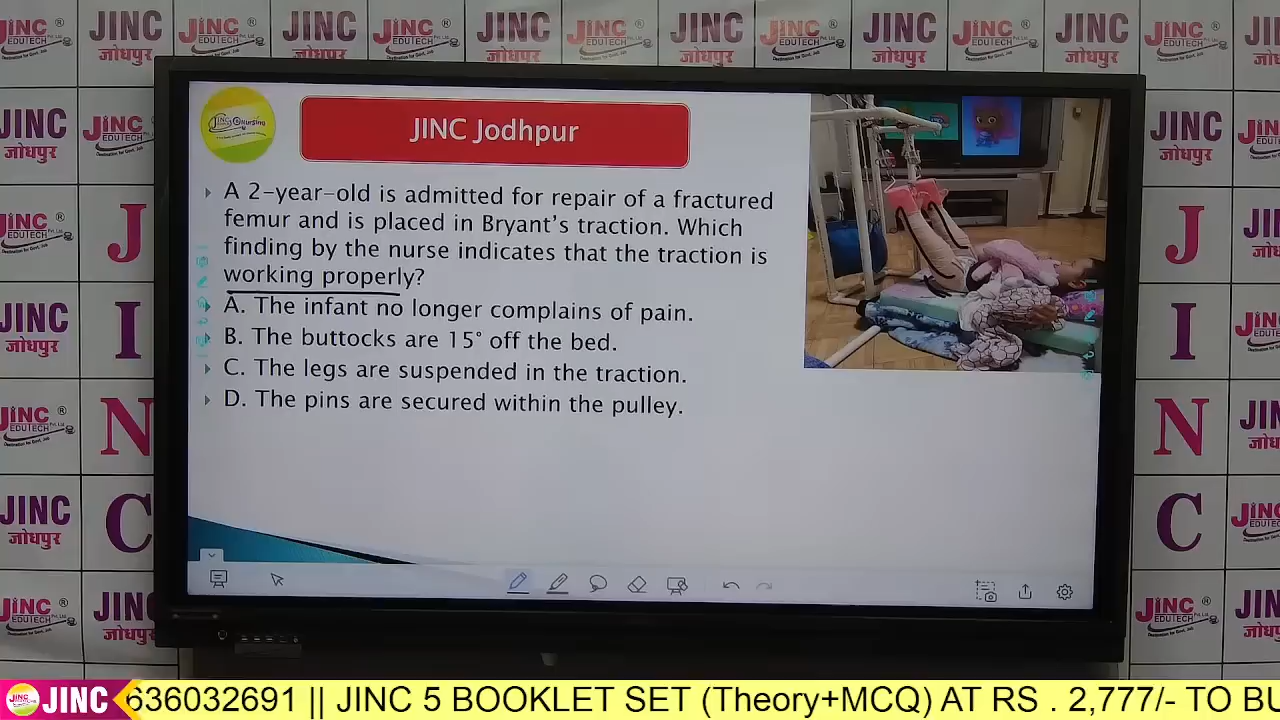 JINC Jodhpur
A 2-year-old is admitted for repair of a fractured
femur and is placed in Bryant's traction. Which
finding by the nurse indicates that the traction is
working properly?
A. The infant no longer complains of pain.
B. The buttocks are 15° off the bed.
C. The legs are suspended in the traction.
D. The pins are secured within the pulley.
JINC
जोधपुर
JINC
EDUTECH
J
I
N
C
JINC
636032691 || JINC 5 BOOKLET SET (Theory+MCQ) AT RS . 2,777/- TO BU